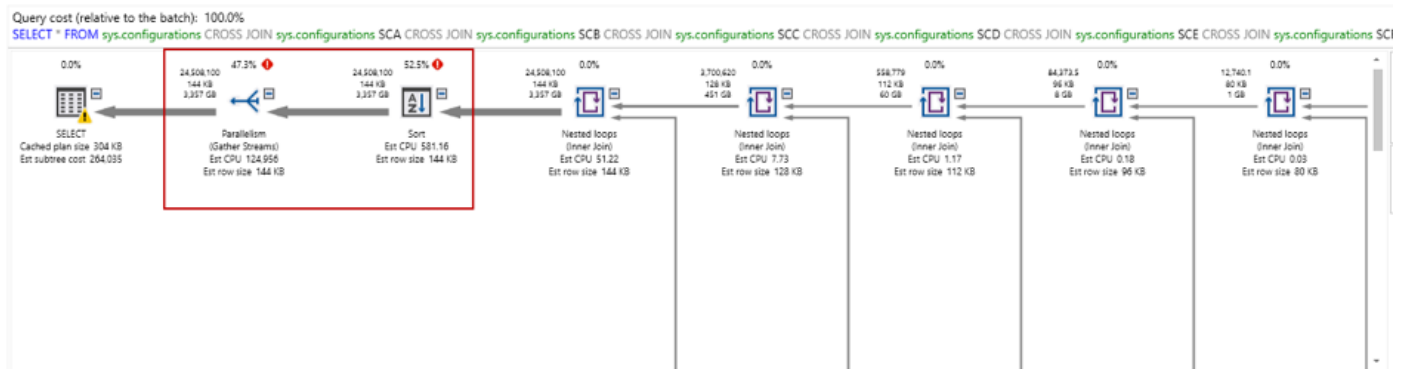 Query cost (relative to the batch): 100.0%
SELECT * FROM sys.configurations CROSS JOIN sys.configurations SCA CROSS JOIN sys.configurations SCB CROSS JOIN sys.configurations SCC CROSS JOIN sys.configurations SCD CROSS JOIN sys.configurations SCE CROSS JOIN sys.configurations SCI
0.0%
SELECT
Cached plan size 304 KB
Est subtree cost 264,035
47.3%
24,508,100
144 KB
3,357 GB
Parallelism
(Gather Streams)
Est CPU 124,956
Est row size 144 KB
52.5%
24,508,100
144 KB
3,357 GB
Sort
Est CPU 581.16
Est row size 144 KB
0.0%
24,508,100
144 KB
3,357 GB
Nested loops
(Inner Join)
Est CPU 51.22
Est row size 144 KB
0.0%
3,700,620
128 KB
451 GB
Nested loops
(Inner Join)
Est CPU 7.73
Est row size 128 KB
0.0%
558,779
112 KB
60 GB
Nested loops
(Inner Join)
Est CPU 1.17
Est row size 112 KB
0.0%
84,373.5
96 KB
8 GB
Nested loops
(Inner Join)
Est CPU 0.18
Est row size 96 KB
0.0%
12,740.1
80 KB
1 GB
Nested loops
(Inner Join)
Est CPU 0.03
Est row size 80 KB